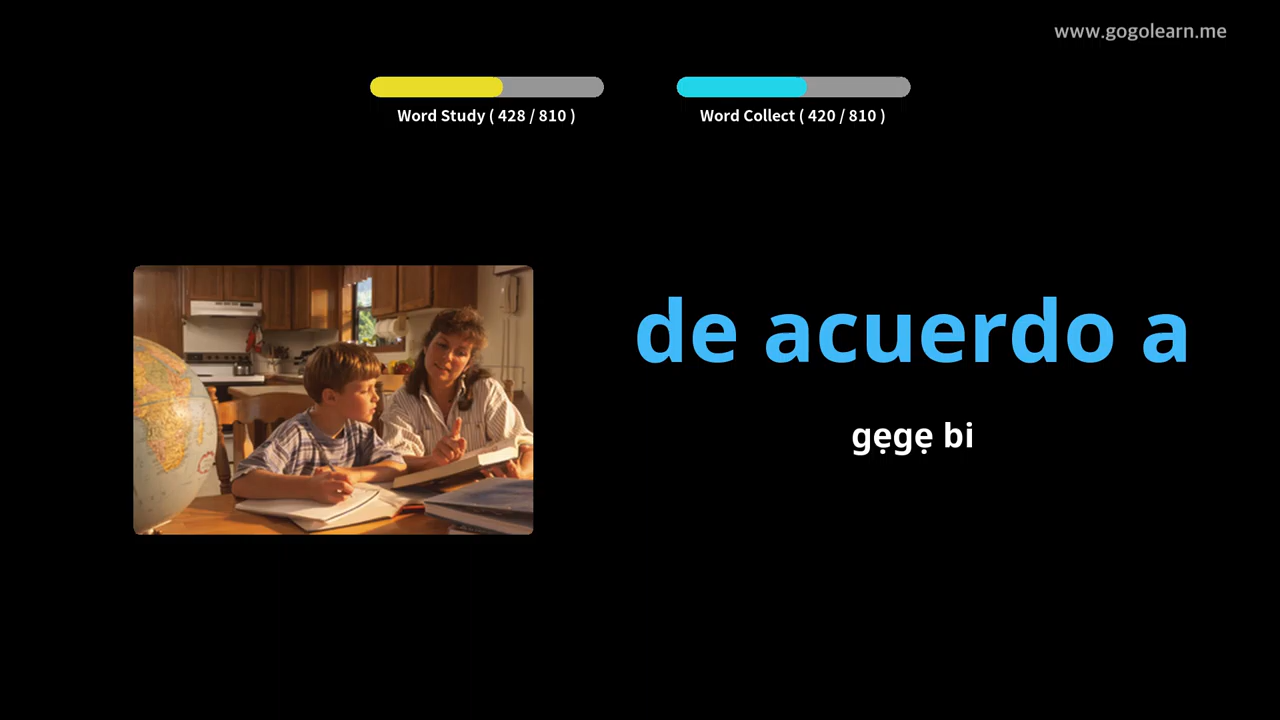 www.gogolearn.me
Word Study ( 428 / 810 )
Word Collect ( 420 / 810 )
de acuerdo a
gẹgẹ bi